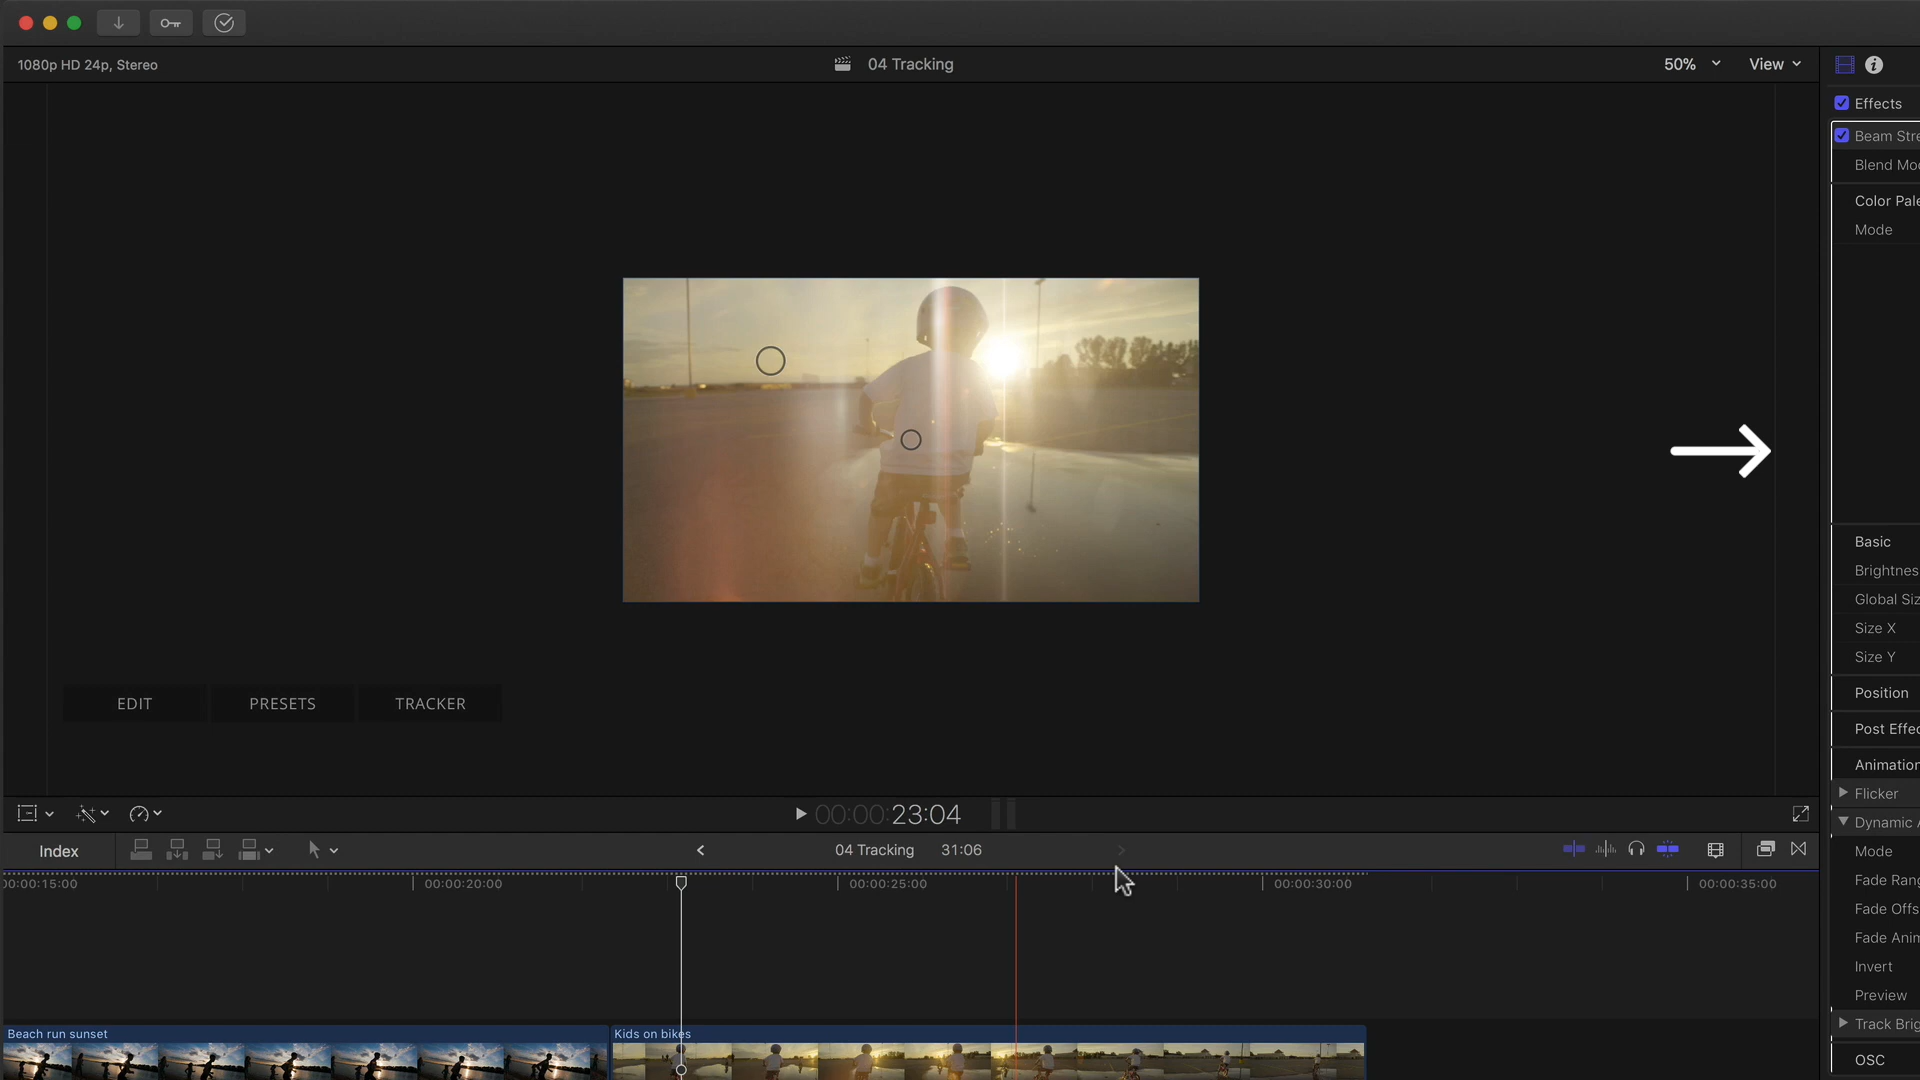 1080p HD 24p, Stereo
04 Tracking
50%
View
Effects
Beam Stre
Blend Mod
Color Pale
Mode
Basic
Brightnes
Global Siz
Size X
Size Y
Position
Post Effec
Animation
Flicker
Dynamic A
Mode
Fade Rang
Fade Offs
Fade Anim
Invert
Preview
Track Brig
OSC
EDIT
PRESETS
TRACKER
00:00:23:04
Index
04 Tracking
31:06
00:00:15:00
00:00:20:00
00:00:25:00
00:00:30:00
00:00:35:00
Beach run sunset
Kids on bikes